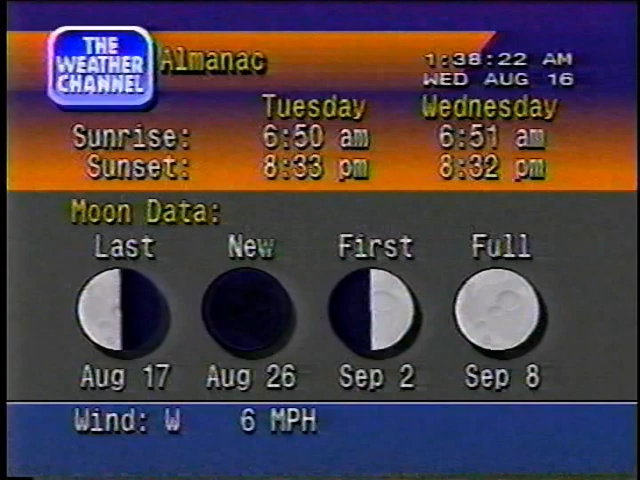 THE
WEATHER
CHANNEL
Almanac
1:38:22 AM
WED AUG 16
Tuesday Wednesday
Sunrise: 6:50 am 6:51 am
Sunset: 8:33 pm 8:32 pm
Moon Data:
Last New First Full
Aug 17 Aug 26 Sep 2 Sep 8
Wind: W 6 MPH